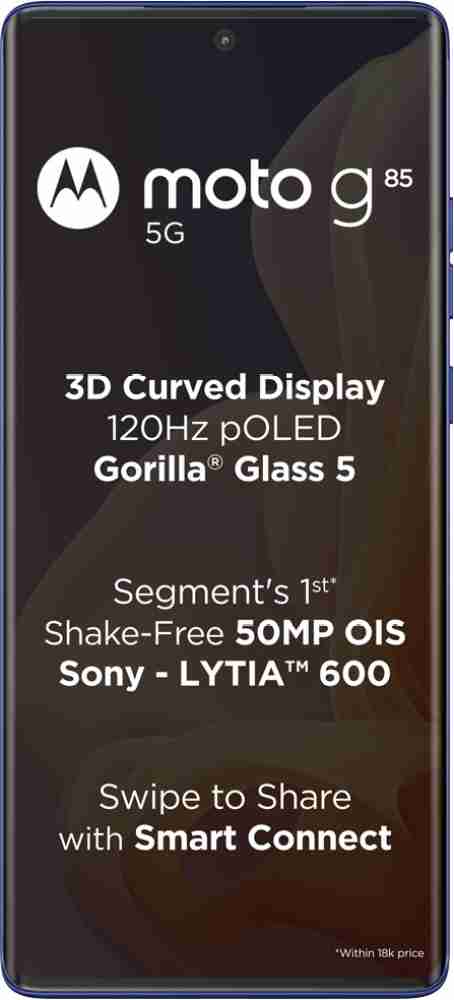 moto g 85
5G
3D Curved Display
120Hz pOLED
Gorilla® Glass 5
Segment's 1st*
Shake-Free 50MP OIS
Sony - LYTIA™ 600
Swipe to Share
with Smart Connect
*Within 18k price